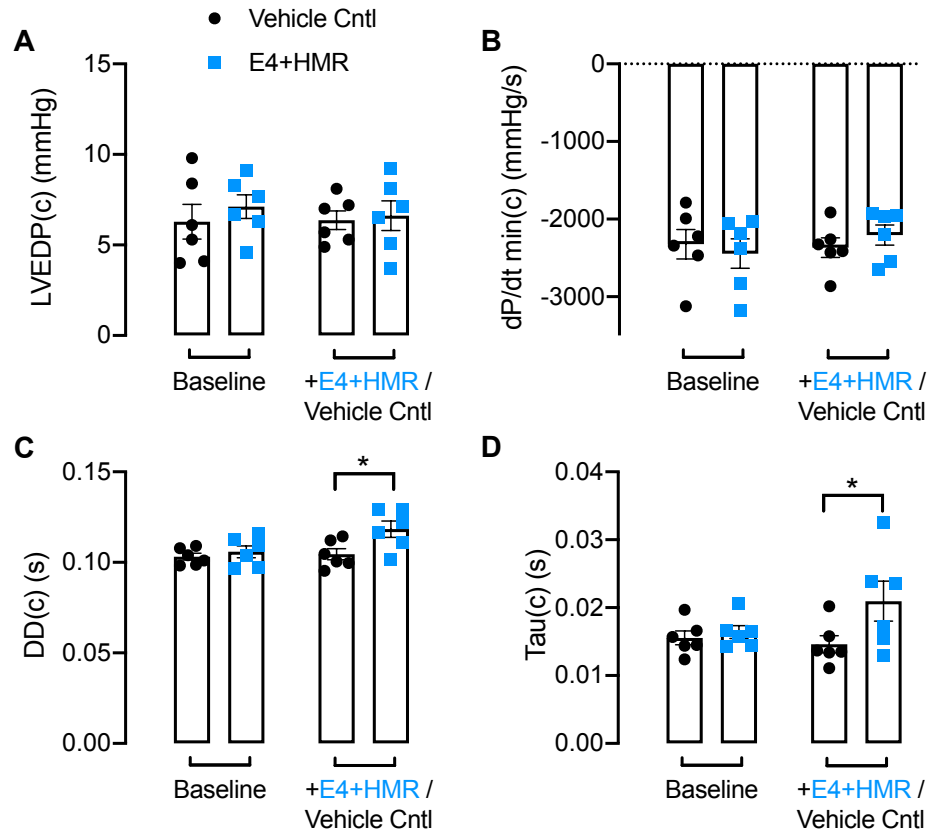 Vehicle Cntl
E4+HMR
A
LVEDP(c) (mmHg)
15
10
5
0
Baseline
+E4+HMR /
Vehicle Cntl
B
dP/dt min(c) (mmHg/s)
0
-1000
-2000
-3000
Baseline
+E4+HMR /
Vehicle Cntl
C
DD(c) (s)
0.15
0.10
0.05
0.00
*
Baseline
+E4+HMR /
Vehicle Cntl
D
Tau(c) (s)
0.04
0.03
0.02
0.01
0.00
*
Baseline
+E4+HMR /
Vehicle Cntl